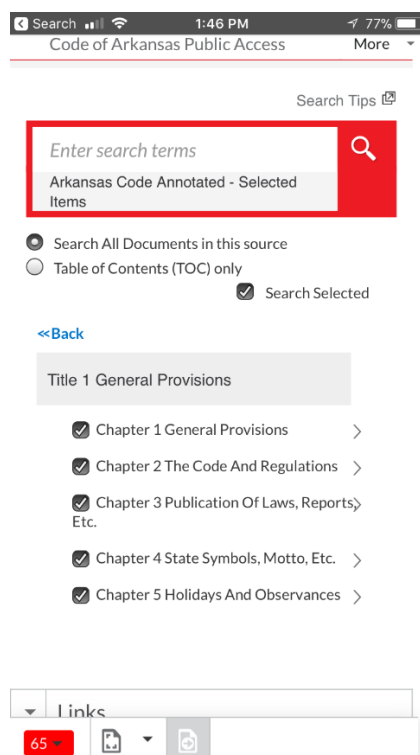 Search 1:46 PM 77%
Code of Arkansas Public Access More
Search Tips
Enter search terms
Arkansas Code Annotated - Selected
Items
Search All Documents in this source
Table of Contents (TOC) only
Search Selected
<<Back
Title 1 General Provisions
Chapter 1 General Provisions
Chapter 2 The Code And Regulations
Chapter 3 Publication Of Laws, Reports,
Etc.
Chapter 4 State Symbols, Motto, Etc.
Chapter 5 Holidays And Observances
Links
65